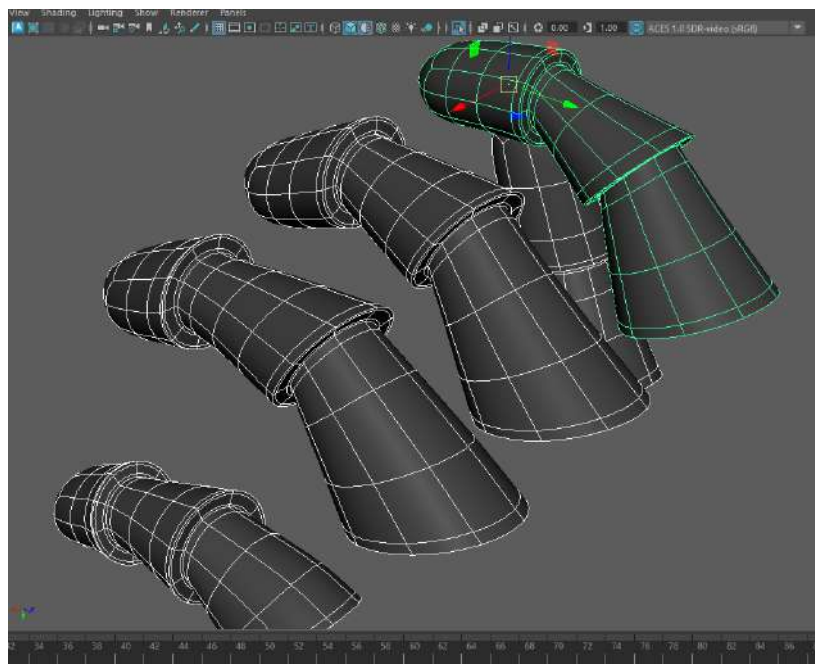 View Shading Lighting Show Renderer Panels
0.00 1.00 ACES 1.0 SDR-video (sRGB)
32 34 36 38 40 42 44 46 48 50 52 54 56 58 60 62 64 66 68 70 72 74 76 78 80 82 84 86